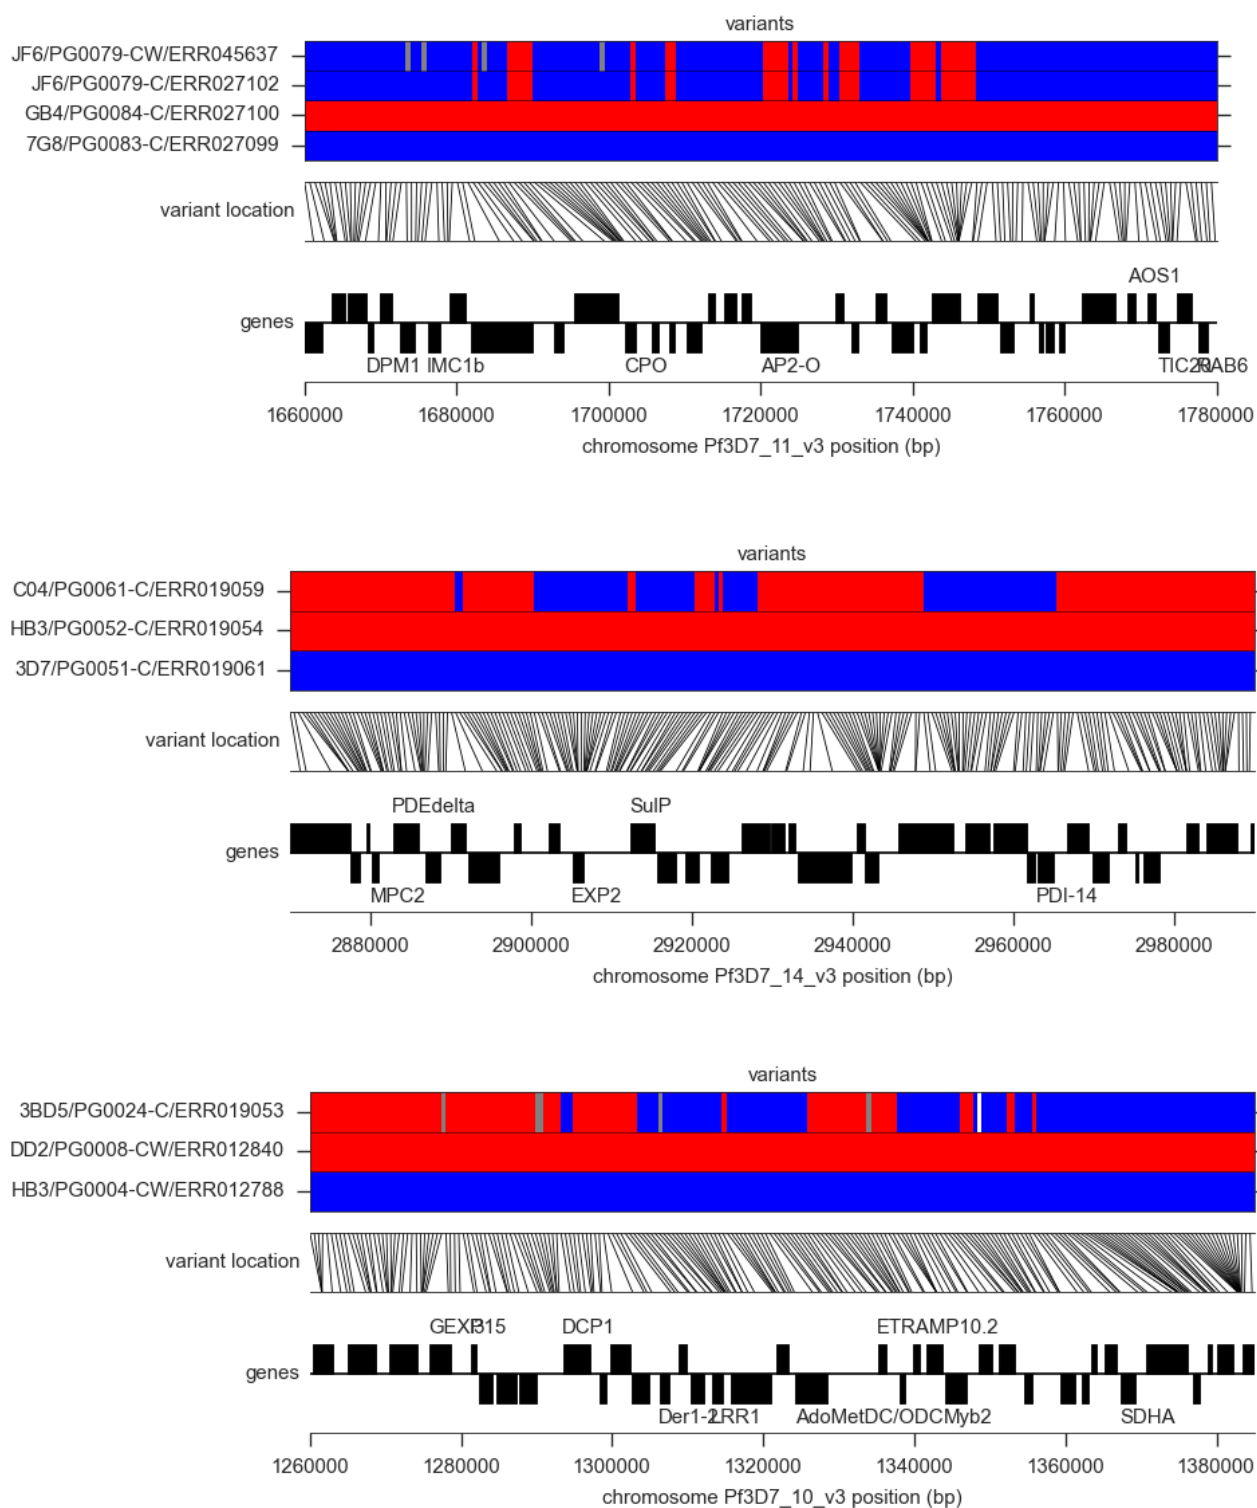 variants
JF6/PG0079-CW/ERR045637
JF6/PG0079-C/ERR027102
GB4/PG0084-C/ERR027100
7G8/PG0083-C/ERR027099
variant location
AOS1
genes
DPM1 IMC1b CPO AP2-O TIC20 RAB6
1660000 1680000 1700000 1720000 1740000 1760000 1780000
chromosome Pf3D7_11_v3 position (bp)
variants
C04/PG0061-C/ERR019059
HB3/PG0052-C/ERR019054
3D7/PG0051-C/ERR019061
variant location
PDEdelta SulP
genes
MPC2 EXP2 PDI-14
2880000 2900000 2920000 2940000 2960000 2980000
chromosome Pf3D7_14_v3 position (bp)
variants
3BD5/PG0024-C/ERR019053
DD2/PG0008-CW/ERR012840
HB3/PG0004-CW/ERR012788
variant location
DCP1 ETRAMP10.2
genes
Der1-2 LRR1 AdoMetDC/ODC Myb2 SDHA
1260000 1280000 1300000 1320000 1340000 1360000 1380000
chromosome Pf3D7_10_v3 position (bp)